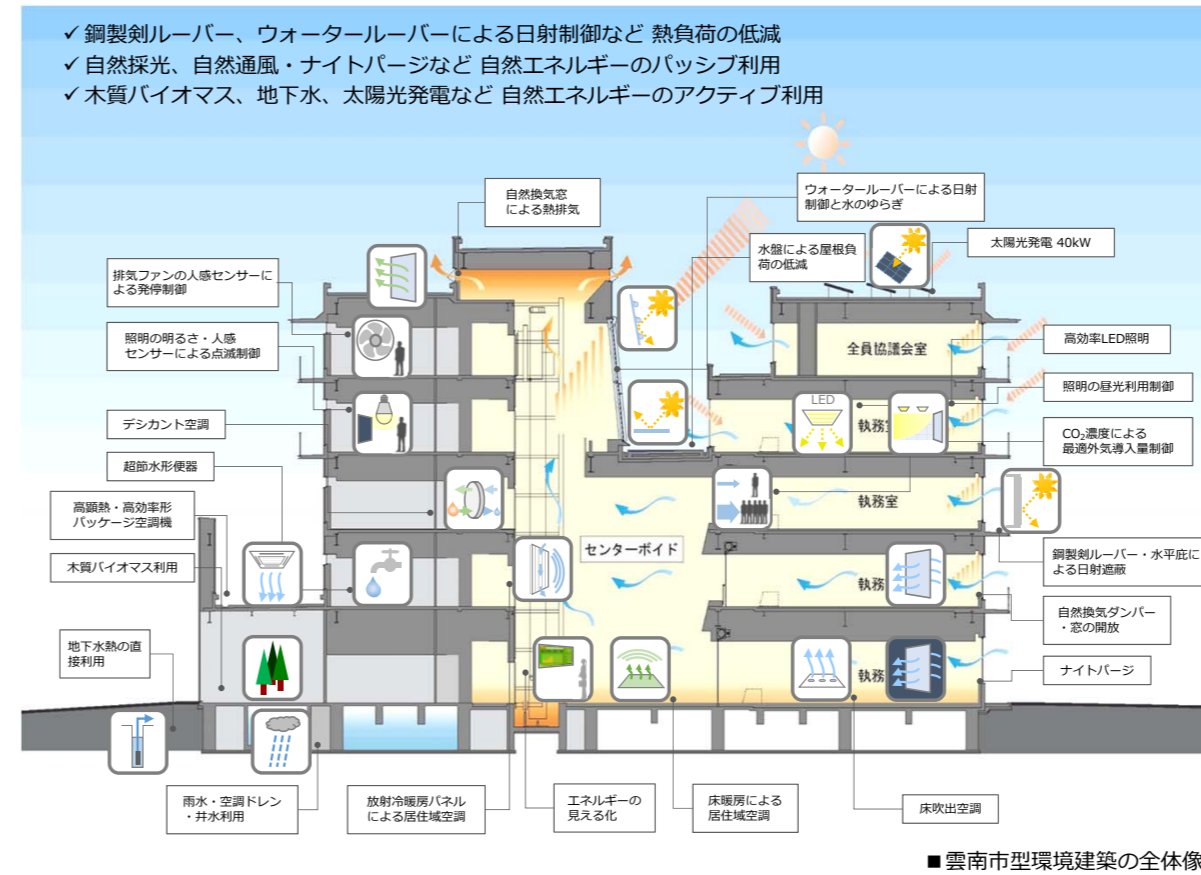 ✓ 鋼製剣ルーバー、ウォータールーバーによる日射制御など 熱負荷の低減
✓ 自然採光、自然通風・ナイトパージなど 自然エネルギーのパッシブ利用
✓ 木質バイオマス、地下水、太陽光発電など 自然エネルギーのアクティブ利用
自然換気窓
による熱排気
ウォータールーバーによる日射
制御と水のゆらぎ
水盤による屋根負
荷の低減
太陽光発電 40kW
排気ファンの人感センサーに
よる発停制御
照明の明るさ・人感
センサーによる点滅制御
デシカント空調
超節水形便器
高顕熱・高効率形
パッケージ空調機
木質バイオマス利用
地下水熱の直
接利用
全員協議会室
LED
執務室
執務室
執務
執務
センターボイド
高効率LED照明
照明の昼光利用制御
CO₂濃度による
最適外気導入量制御
鋼製剣ルーバー・水平庇に
よる日射遮蔽
自然換気ダンパー
・窓の開放
ナイトパージ
雨水・空調ドレン
・井水利用
放射冷暖房パネル
による居住域空調
エネルギーの
見える化
床暖房による
居住域空調
床吹出空調
■雲南市型環境建築の全体像